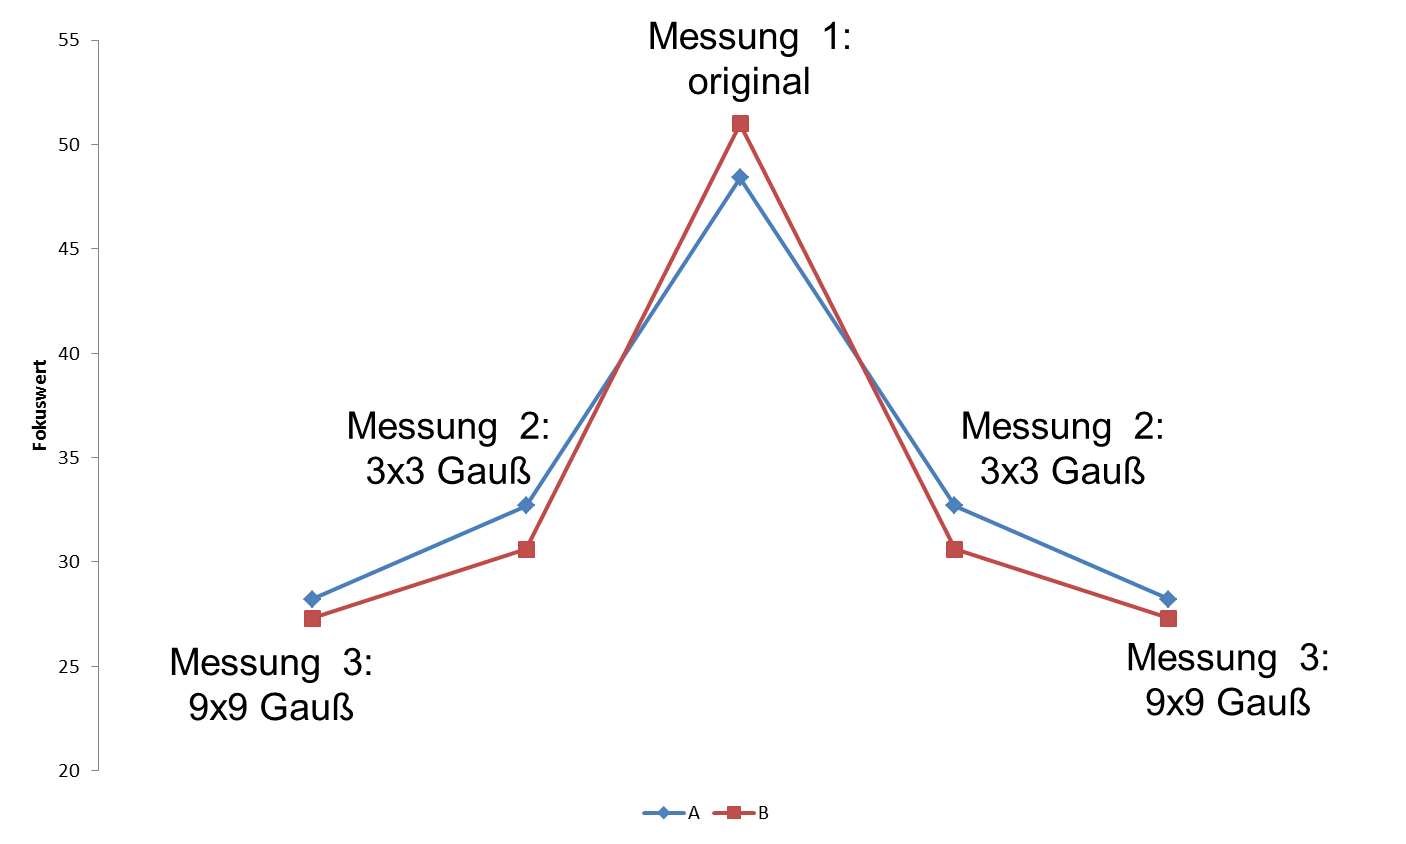 Messung 1:
original
55
50
45
40
35
30
25
20
Fokuswert
Messung 2:
3x3 Gauß
Messung 2:
3x3 Gauß
Messung 3:
9x9 Gauß
Messung 3:
9x9 Gauß
A
B